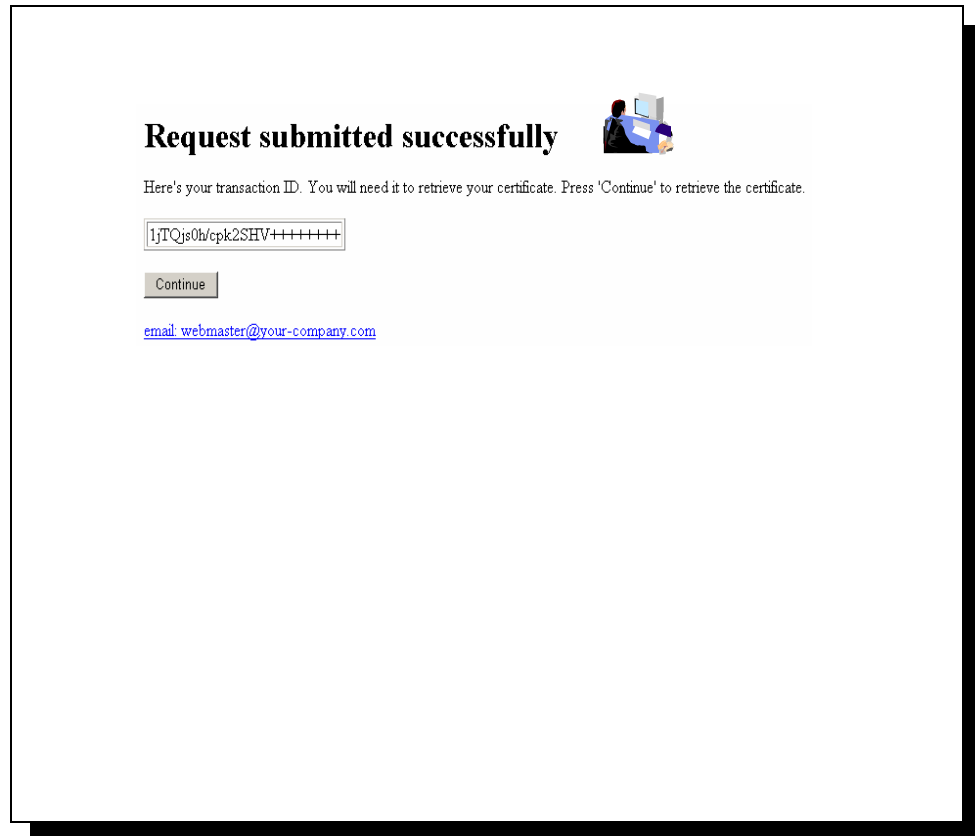 Request submitted successfully
Here's your transaction ID. You will need it to retrieve your certificate. Press 'Continue' to retrieve the certificate.
1jTQjs0h/cpk2SHV++++++++
Continue
email: webmaster@your-company.com